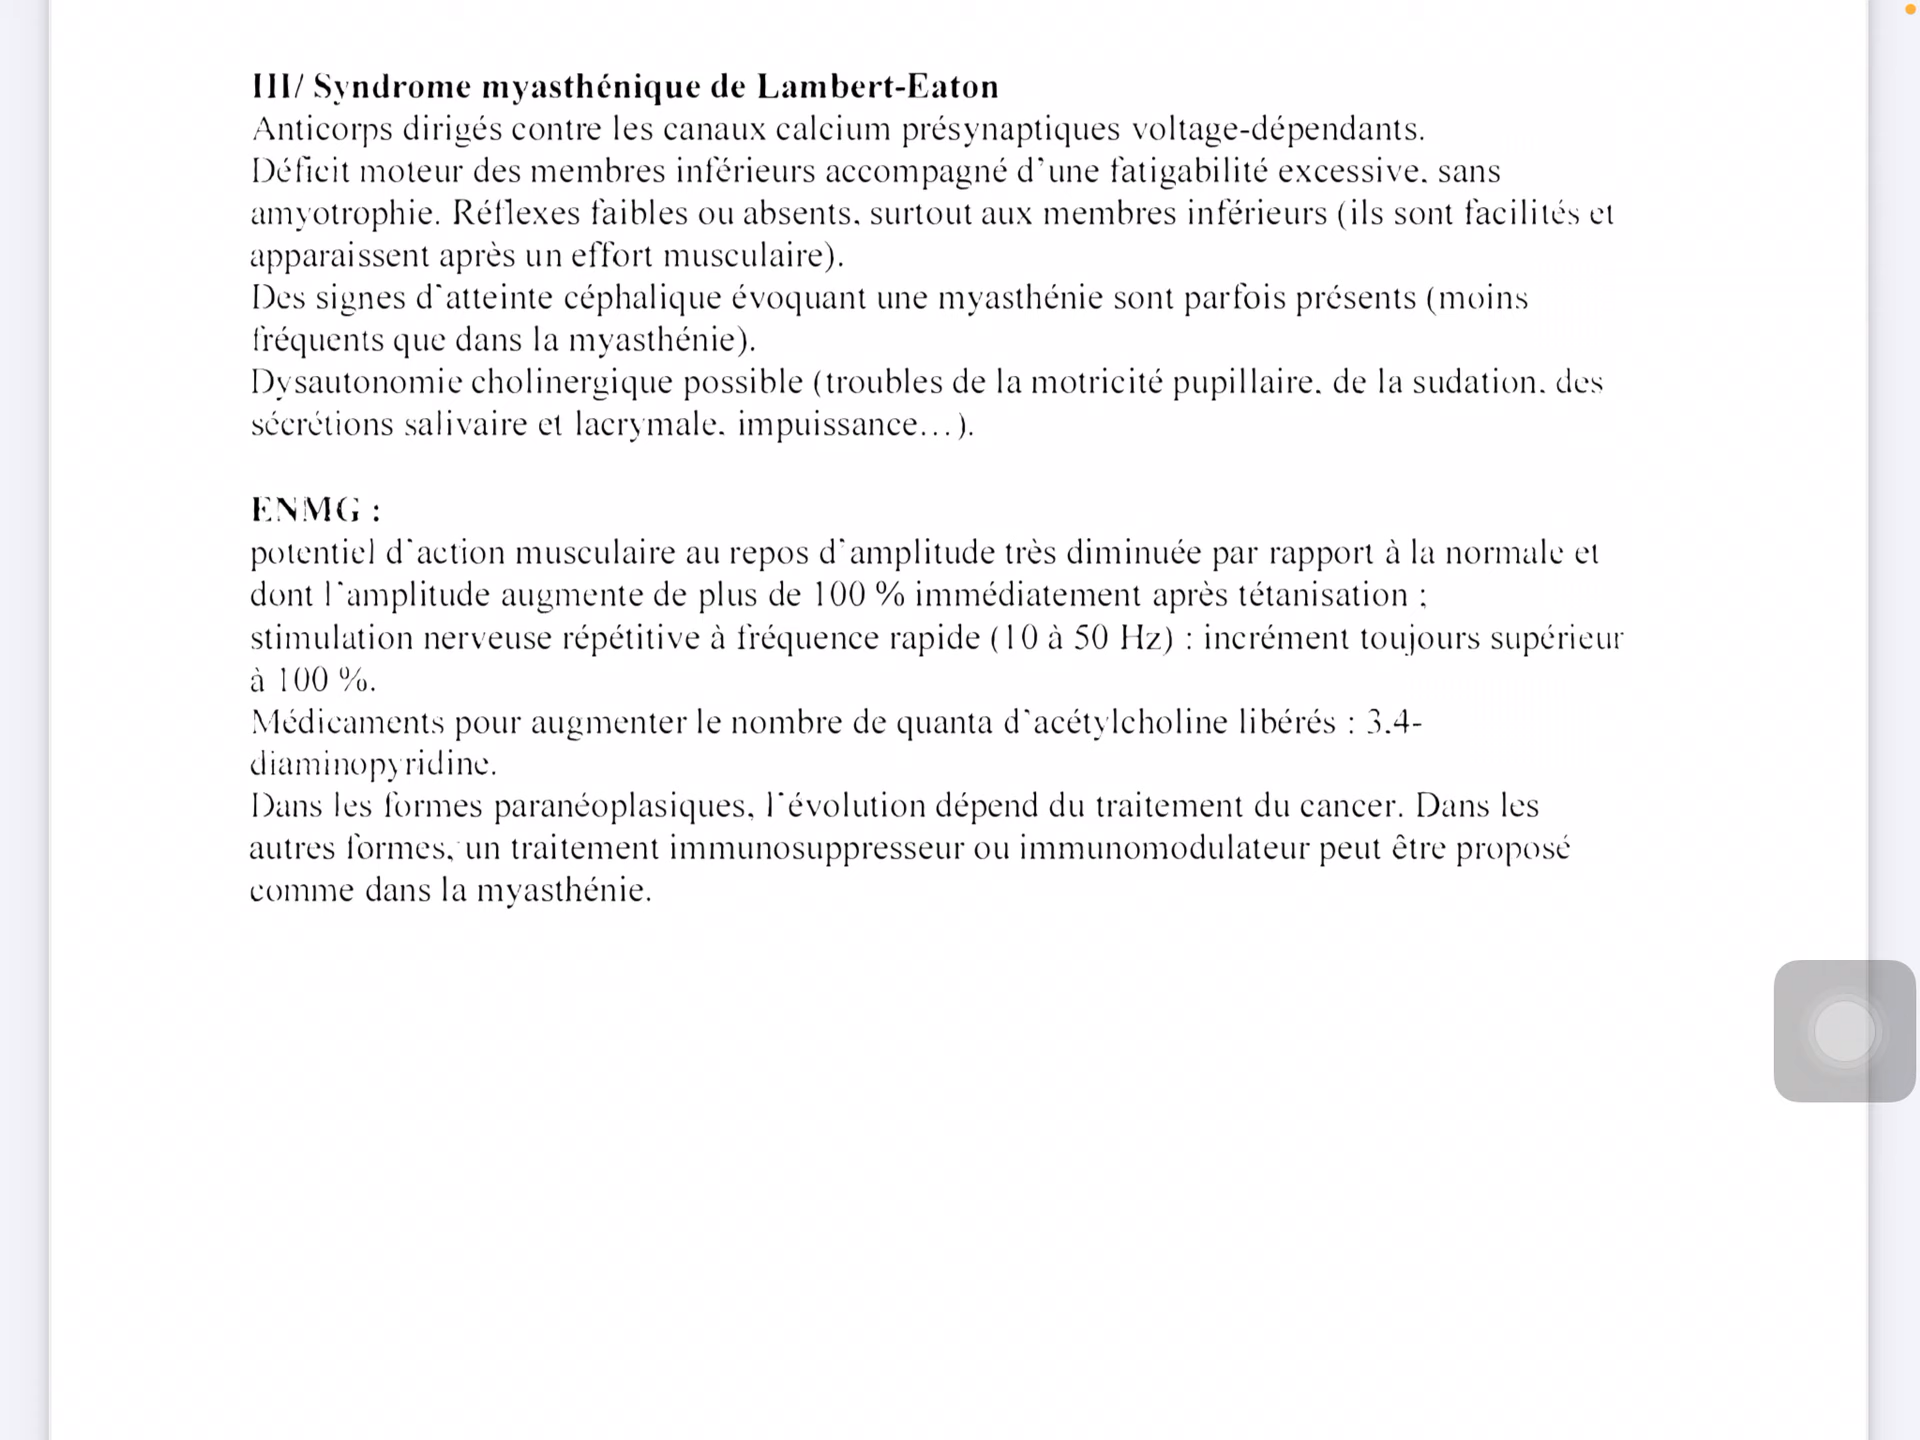 III/ Syndrome myasthénique de Lambert-Eaton
Anticorps dirigés contre les canaux calcium présynaptiques voltage-dépendants.
Déficit moteur des membres inférieurs accompagné d'une fatigabilité excessive, sans
amyotrophie. Réflexes faibles ou absents, surtout aux membres inférieurs (ils sont facilités et
apparaissent après un effort musculaire).
Des signes d'atteinte céphalique évoquant une myasthénie sont parfois présents (moins
fréquents que dans la myasthénie).
Dysautonomie cholinergique possible (troubles de la motricité pupillaire, de la sudation, des
sécrétions salivaire et lacrymale, impuissance...).
ENMG :
potentiel d'action musculaire au repos d'amplitude très diminuée par rapport à la normale et
dont l'amplitude augmente de plus de 100 % immédiatement après tétanisation ;
stimulation nerveuse répétitive à fréquence rapide (10 à 50 Hz) : incrément toujours supérieur
à 100 %.
Médicaments pour augmenter le nombre de quanta d'acétylcholine libérés : 3,4-
diaminopyridine.
Dans les formes paranéoplasiques, l'évolution dépend du traitement du cancer. Dans les
autres formes, un traitement immunosuppresseur ou immunomodulateur peut être proposé
comme dans la myasthénie.